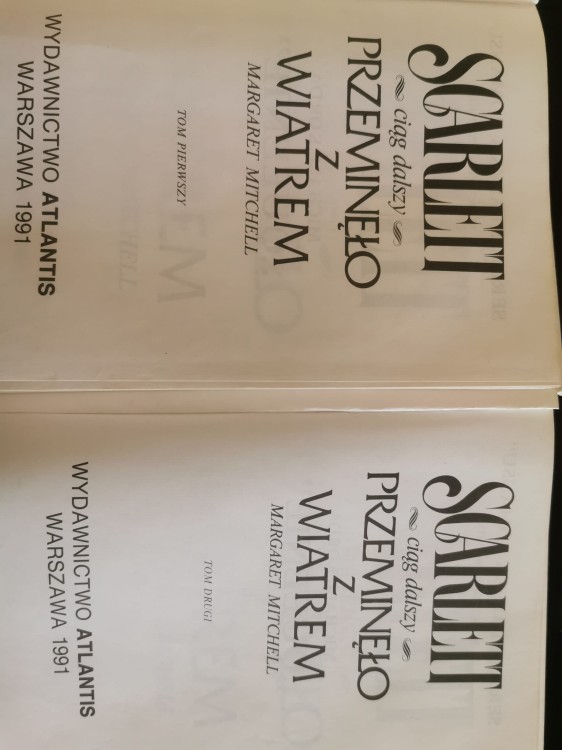 SCARLETT
ciąg dalszy
PRZEMINĘŁO
Z
WIATREM
MARGARET MITCHELL
TOM PIERWSZY
WYDAWNICTWO ATLANTIS
WARSZAWA 1991
SCARLETT
ciąg dalszy
PRZEMINĘŁO
Z
WIATREM
MARGARET MITCHELL
TOM DRUGI
WYDAWNICTWO ATLANTIS
WARSZAWA 1991